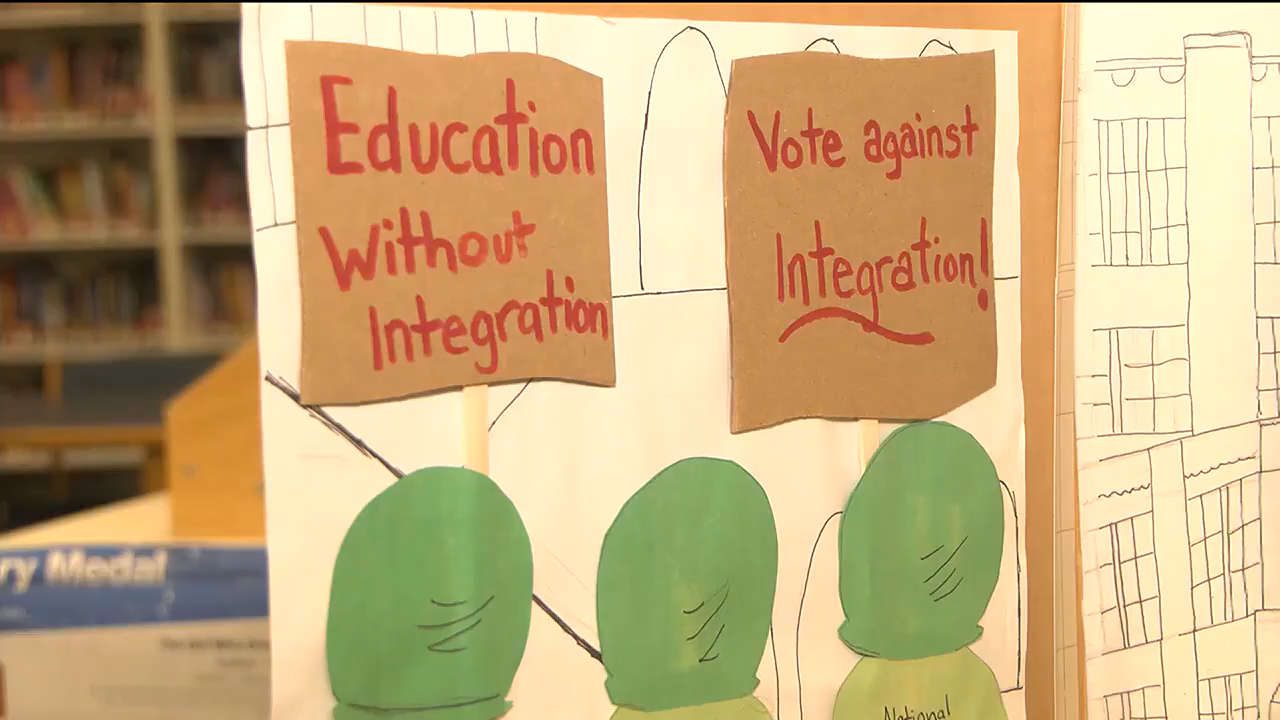 Education
Without
Integration
Vote against
Integration!
National
ry Medal